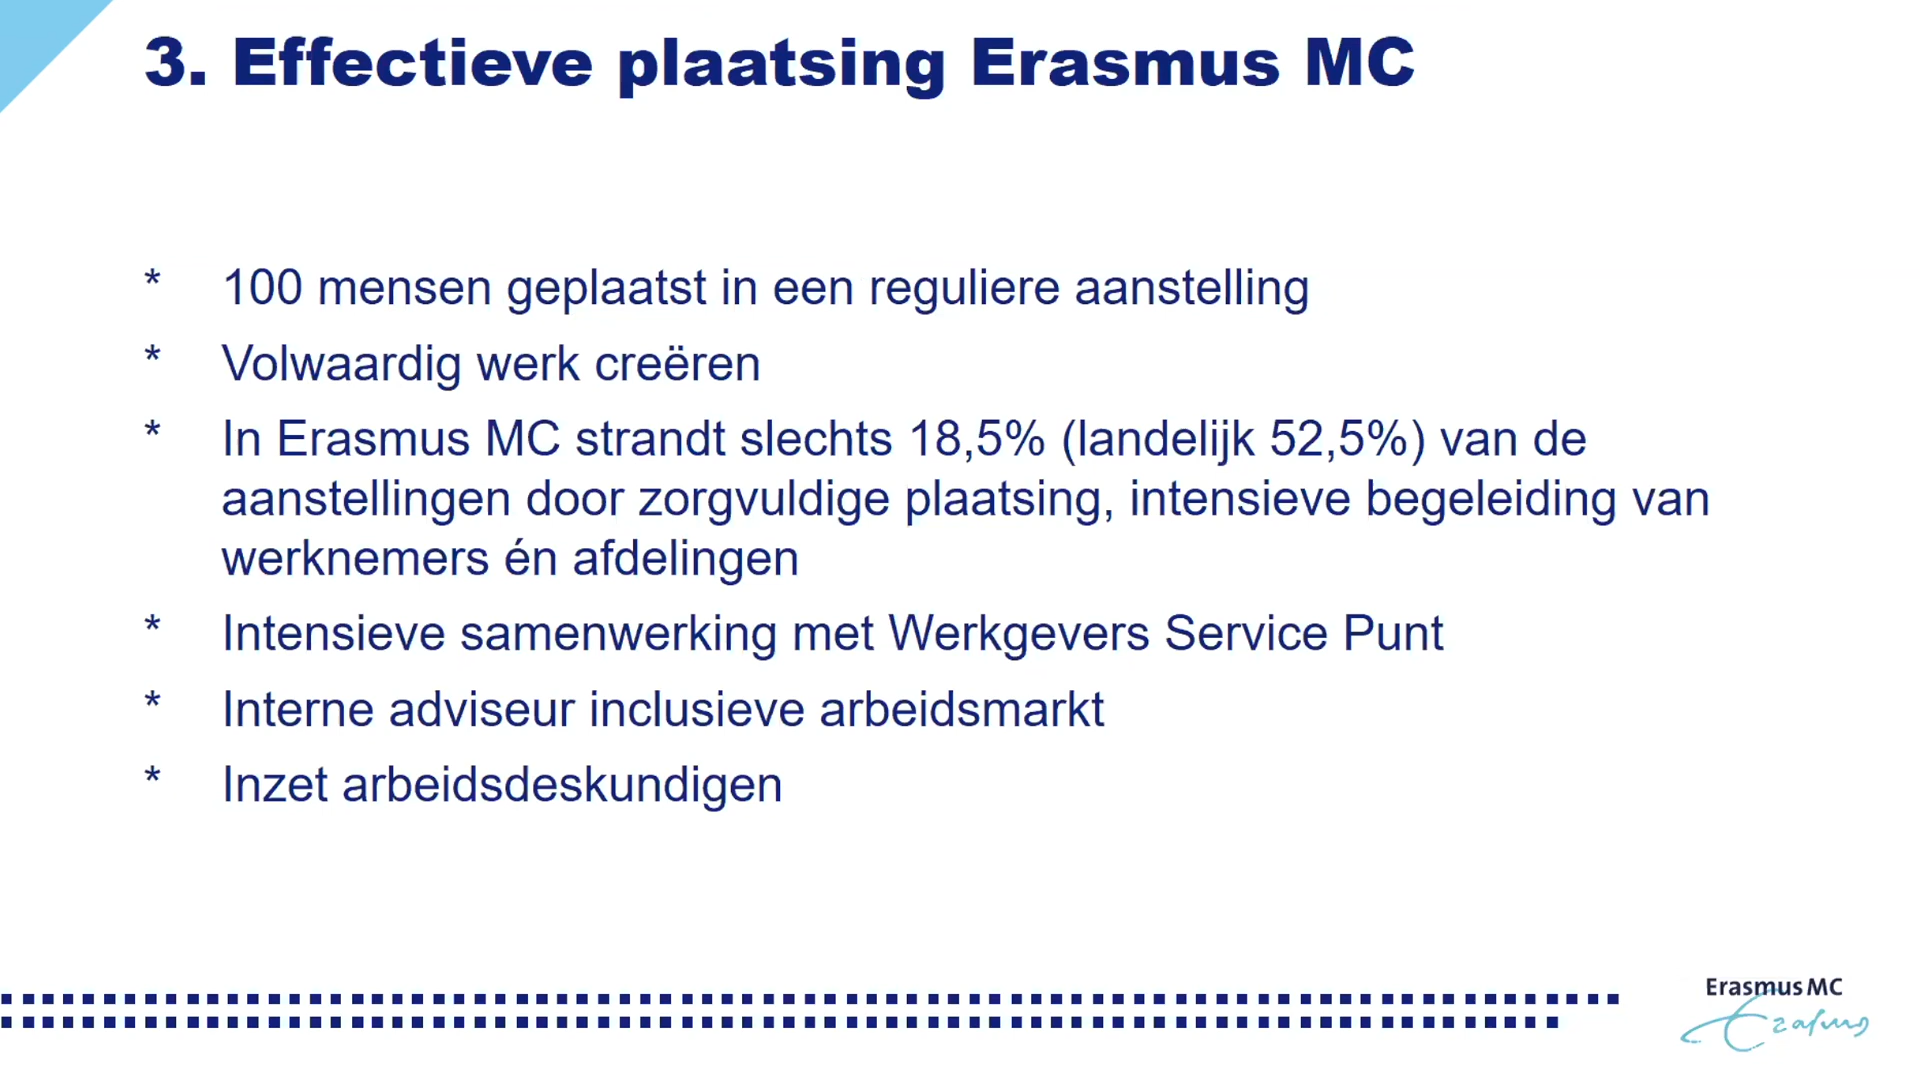 3. Effectieve plaatsing Erasmus MC
* 100 mensen geplaatst in een reguliere aanstelling
* Volwaardig werk creëren
* In Erasmus MC strandt slechts 18,5% (landelijk 52,5%) van de
aanstellingen door zorgvuldige plaatsing, intensieve begeleiding van
werknemers én afdelingen
* Intensieve samenwerking met Werkgevers Service Punt
* Interne adviseur inclusieve arbeidsmarkt
* Inzet arbeidsdeskundigen
Erasmus MC
Erasmus